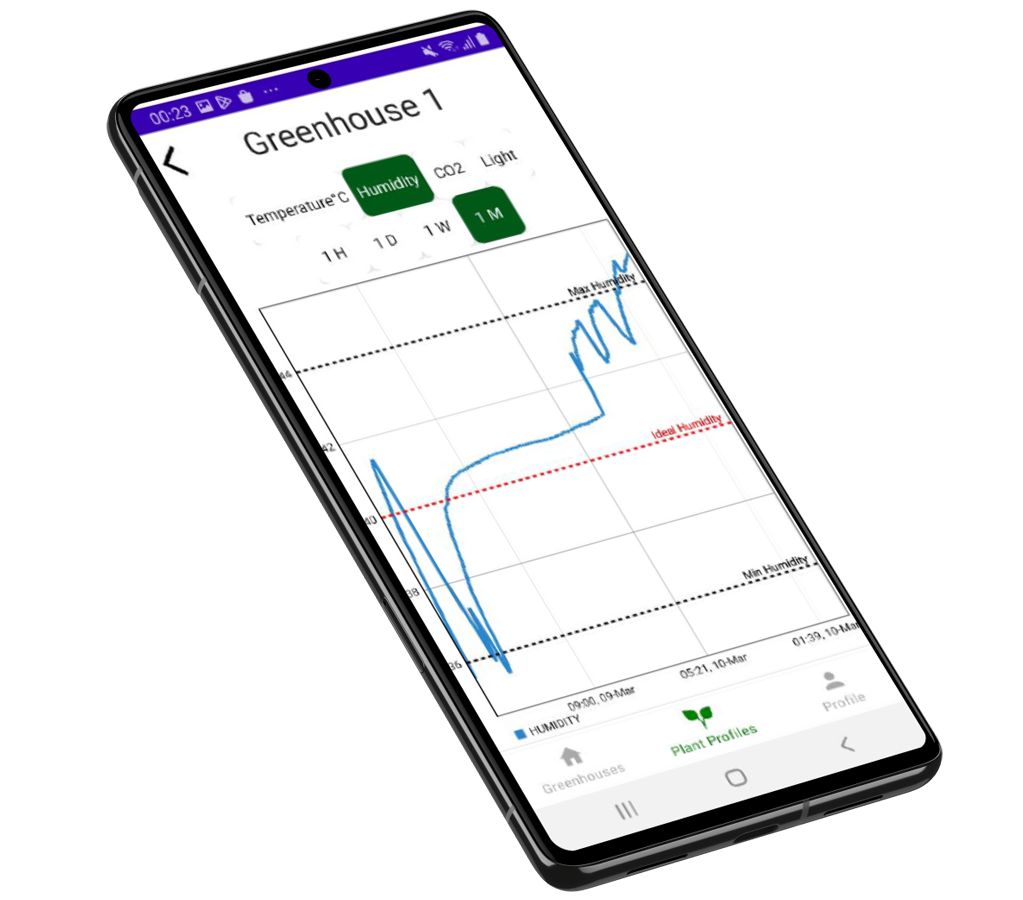 00:23
Greenhouse 1
Temperature°C Humidity CO2 Light
1 H 1 D 1 W 1 M
Max Humidity
44
42
Ideal Humidity
40
38
Min Humidity
36
09:00, 09-Mar 05:21, 10-Mar 01:39, 10-Mar
HUMIDITY
Greenhouses Plant Profiles Profile